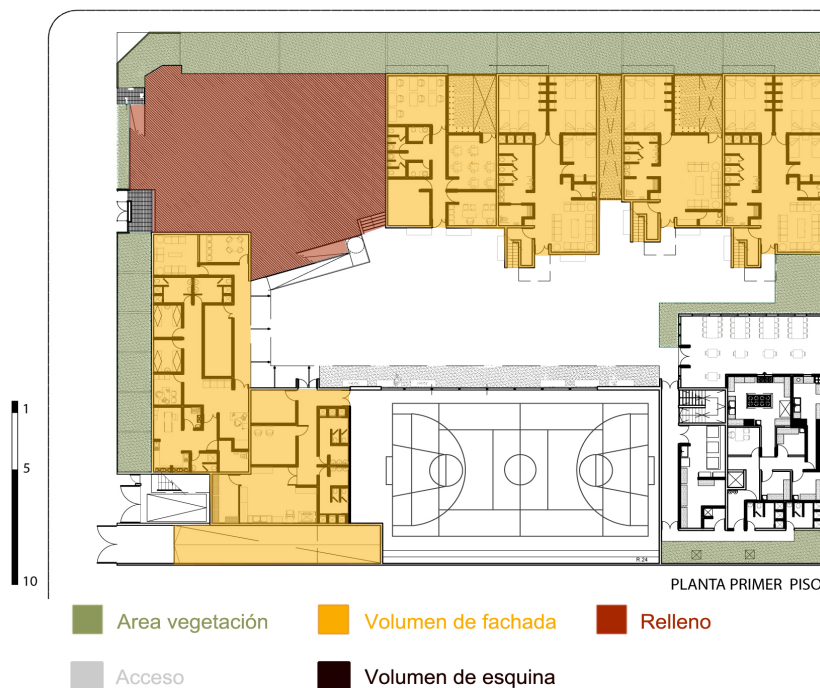 1
5
10
R 24
PLANTA PRIMER PISO
Area vegetación
Volumen de fachada
Relleno
Acceso
Volumen de esquina